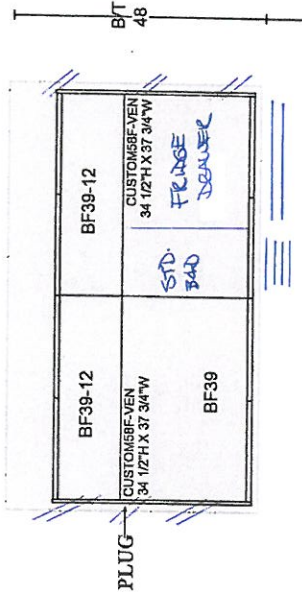 B/T
48
BF39-12
BF39-12
CUSTOM58F-VEN
34 1/2"H X 37 3/4"W
CUSTOM58F-VEN
34 1/2"H X 37 3/4"W
PLUG
BF39
STD.
FRIDGE
DRAWER